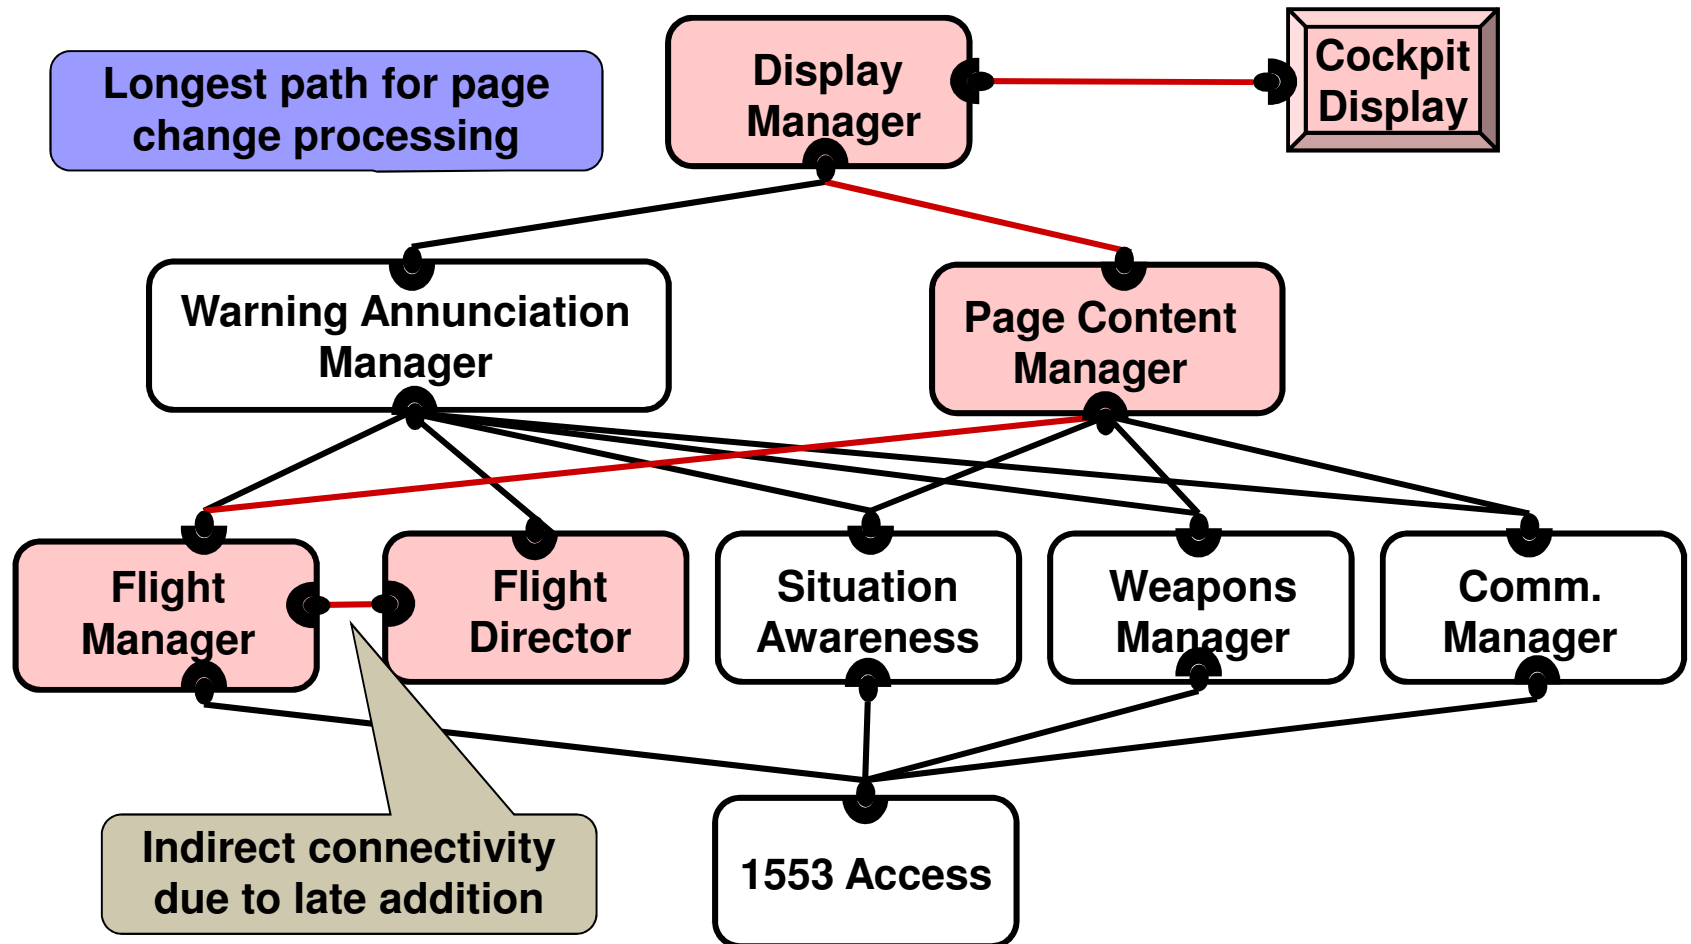 Longest path for page
change processing
Display
Manager
Cockpit
Display
Warning Annunciation
Manager
Page Content
Manager
Flight
Manager
Flight
Director
Situation
Awareness
Weapons
Manager
Comm.
Manager
Indirect connectivity
due to late addition
1553 Access